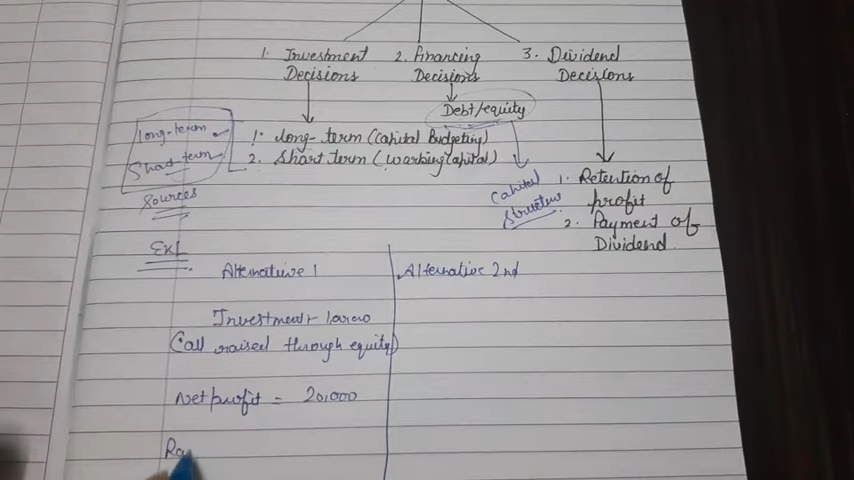 1. Investment Decisions
2. financing Decisions
3. Dividend Decisions
Debt/equity
Long-term
Short-term
Sources
1. Long-term (capital Budgeting)
2. Short term (working capital)
Capital Structure
1. Retention of profit
2. Payment of Dividend
Ex1
Alternative 1
Alternative 2nd
Investment - 1,00,000
(all raised through equity)
Net profit = 20,000
Ra